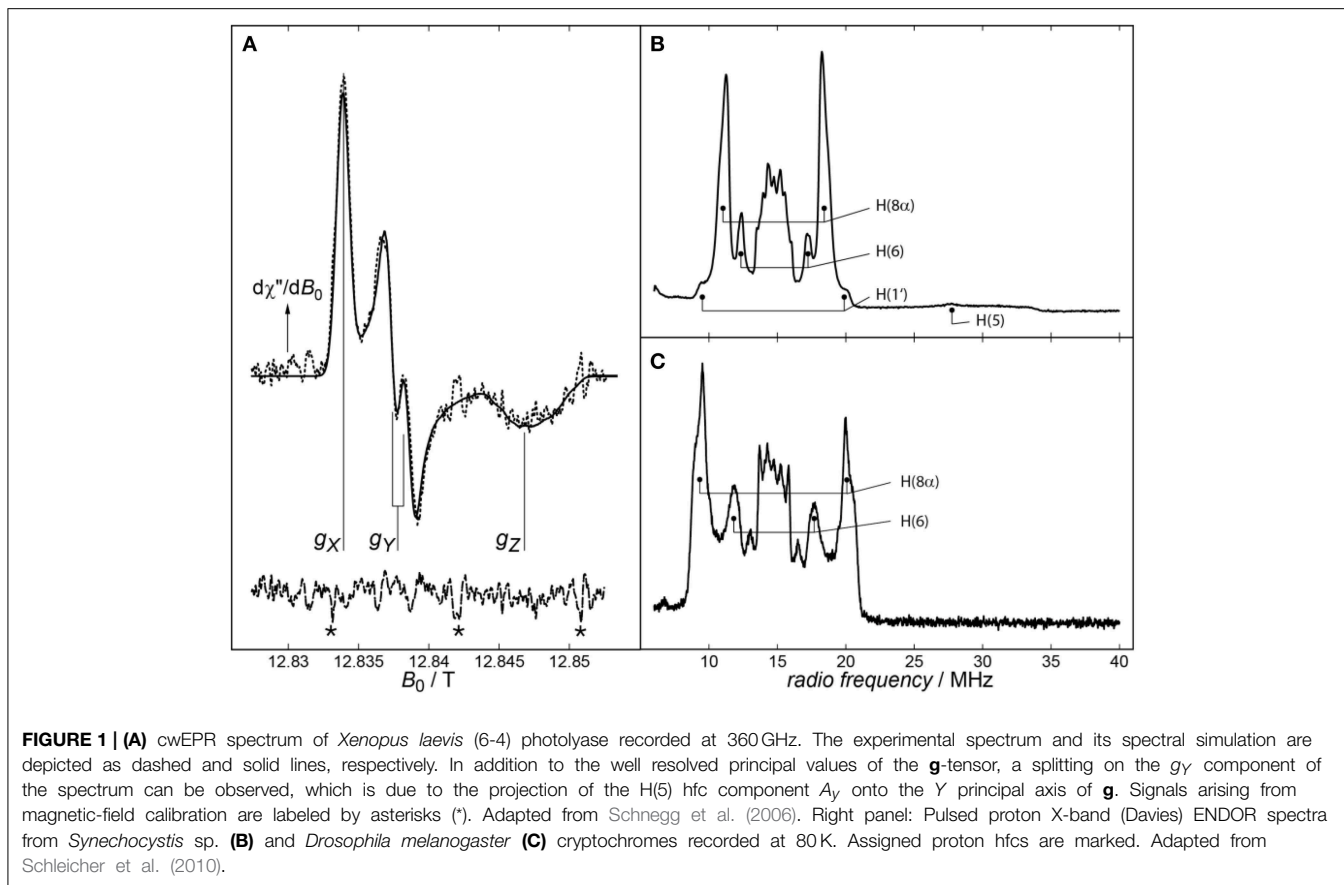 A
dχ"/dB0
gX
gY
gZ
*
*
*
12.83
12.835
12.84
12.845
12.85
B0 / T
B
H(8α)
H(6)
H(1')
H(5)
C
H(8α)
H(6)
10
15
20
25
30
35
40
radio frequency / MHz
FIGURE 1 | (A) cwEPR spectrum of Xenopus laevis (6-4) photolyase recorded at 360 GHz. The experimental spectrum and its spectral simulation are
depicted as dashed and solid lines, respectively. In addition to the well resolved principal values of the g-tensor, a splitting on the gY component of
the spectrum can be observed, which is due to the projection of the H(5) hfc component Ay onto the Y principal axis of g. Signals arising from
magnetic-field calibration are labeled by asterisks (*). Adapted from Schnegg et al. (2006). Right panel: Pulsed proton X-band (Davies) ENDOR spectra
from Synechocystis sp. (B) and Drosophila melanogaster (C) cryptochromes recorded at 80 K. Assigned proton hfcs are marked. Adapted from
Schleicher et al. (2010).